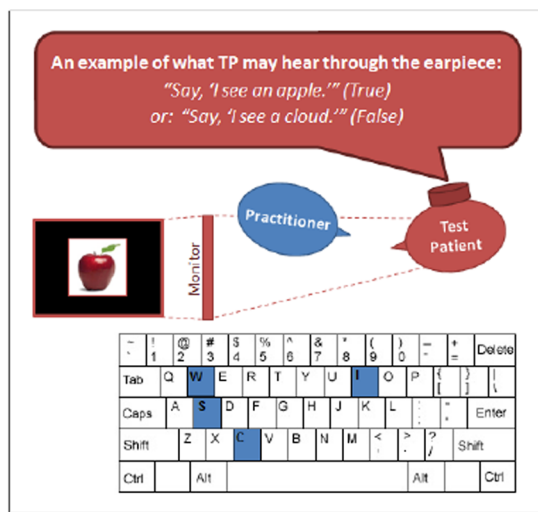 An example of what TP may hear through the earpiece:
"Say, 'I see an apple.'" (True)
or: "Say, 'I see a cloud.'" (False)
Practitioner
Test
Patient
Monitor
~ ! @ # $ % ^ & * ( ) _ +
` 1 2 3 4 5 6 7 8 9 0 - = Delete
Tab Q W E R T Y U I O P { } |
[ ] \
Caps A S D F G H J K L : " Enter
; '
Shift Z X C V B N M < > ? Shift
, . /
Ctrl Alt Alt Ctrl